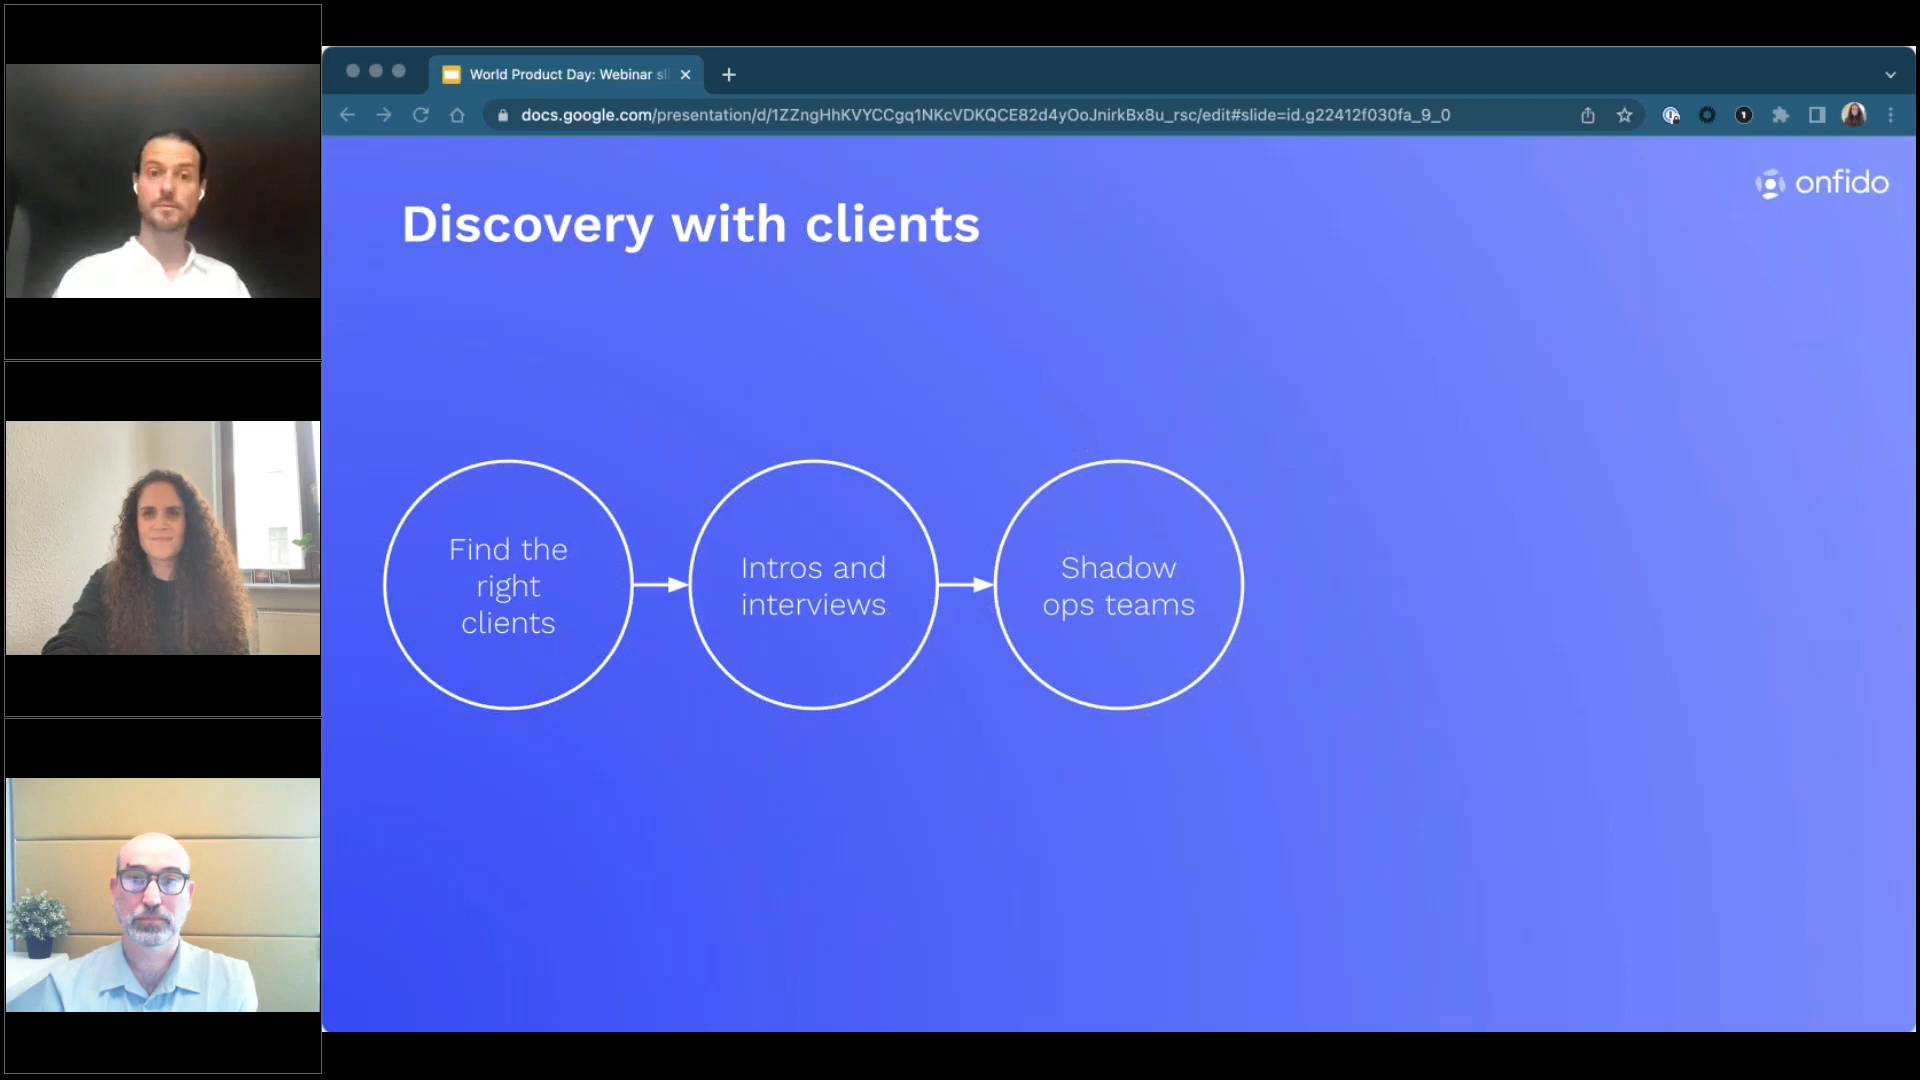 World Product Day: Webinar sl
docs.google.com/presentation/d/1ZZngHhKVYCCgq1NKcVDKQCE82d4yOoJnirkBx8u_rsc/edit#slide=id.g22412f030fa_9_0
onfido
Discovery with clients
Find the
right
clients
Intros and
interviews
Shadow
ops teams